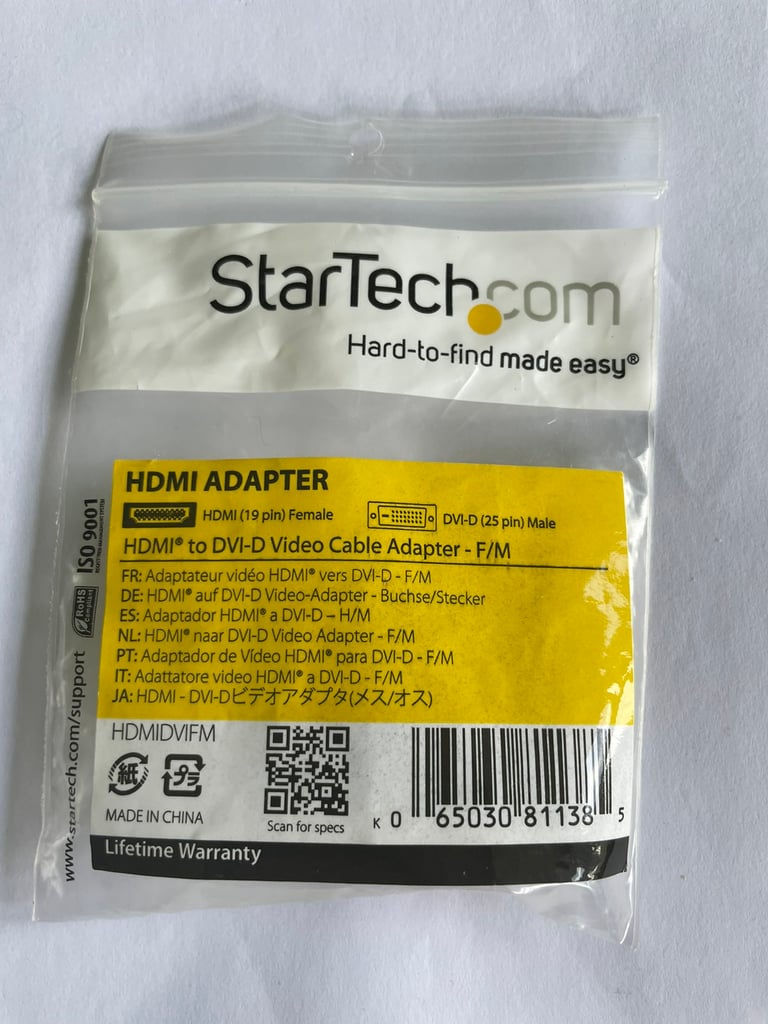 StarTech.com
Hard-to-find made easy®
HDMI ADAPTER
HDMI (19 pin) Female
DVI-D (25 pin) Male
HDMI® to DVI-D Video Cable Adapter - F/M
FR: Adaptateur vidéo HDMI® vers DVI-D - F/M
DE: HDMI® auf DVI-D Video-Adapter - Buchse/Stecker
ES: Adaptador HDMI® a DVI-D – H/M
NL: HDMI® naar DVI-D Video Adapter - F/M
PT: Adaptador de Vídeo HDMI® para DVI-D - F/M
IT: Adattatore video HDMI® a DVI-D - F/M
JA: HDMI - DVI-Dビデオアダプタ(メス/オス)
HDMIDVIFM
紙
プラ
MADE IN CHINA
Scan for specs
K 0 65030 81138 5
Lifetime Warranty
www.startech.com/support
RoHS
Compliant
ISO 9001